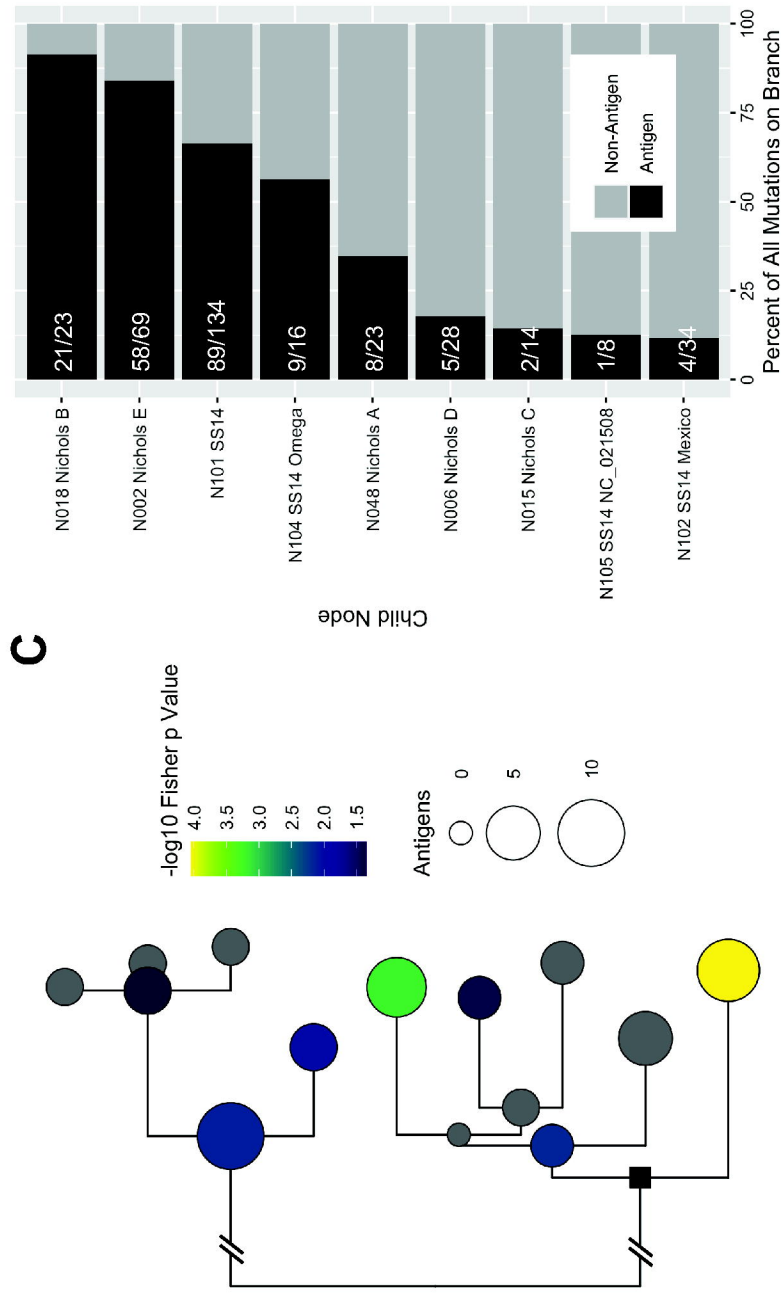 -log10 Fisher p Value
4.0
3.5
3.0
2.5
2.0
1.5
Antigens
0
5
10
C
Child Node
N018 Nichols B
N002 Nichols E
N101 SS14
N104 SS14 Omega
N048 Nichols A
N006 Nichols D
N015 Nichols C
N105 SS14 NC_021508
N102 SS14 Mexico
21/23
58/69
89/134
9/16
8/23
5/28
2/14
1/8
4/34
Non-Antigen
Antigen
0
25
50
75
100
Percent of All Mutations on Branch